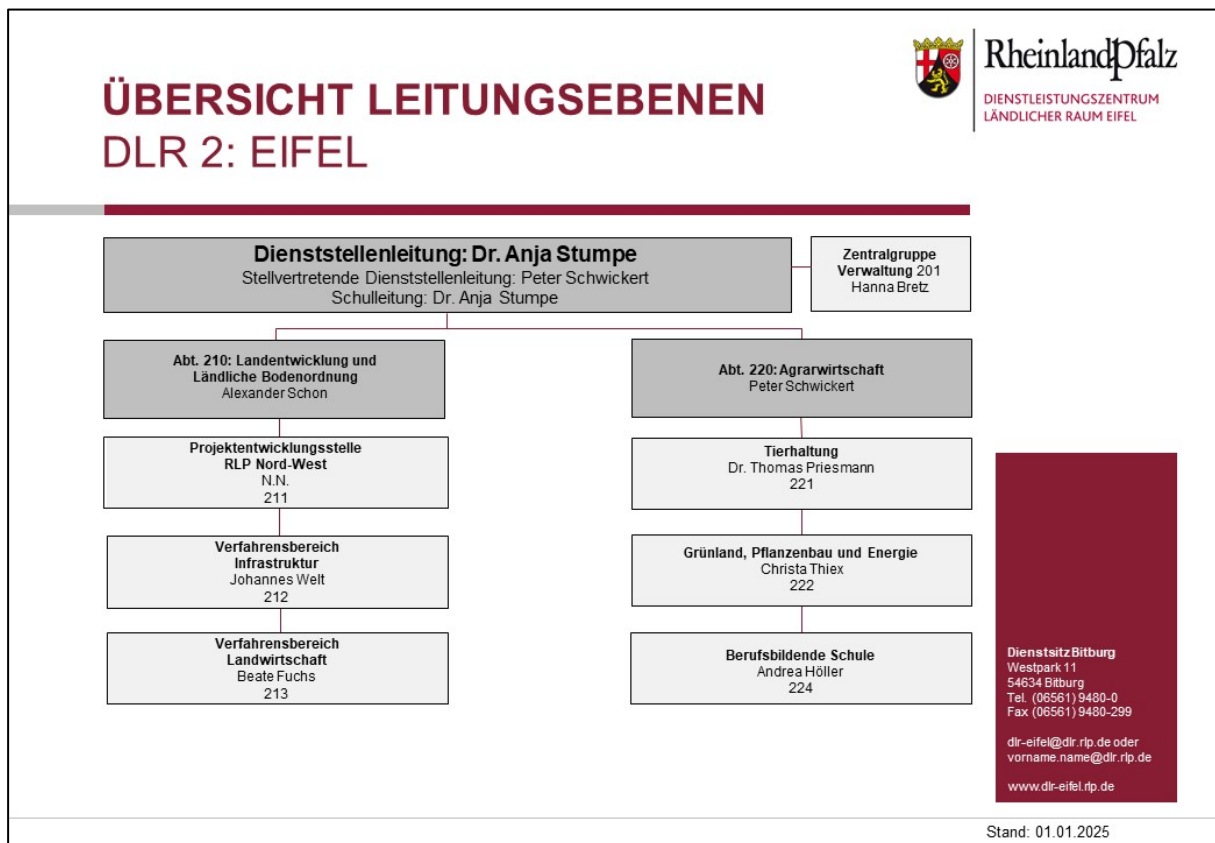 ÜBERSICHT LEITUNGSEBENEN
DLR 2: EIFEL
RheinlandPfalz
DIENSTLEISTUNGSZENTRUM
LÄNDLICHER RAUM EIFEL
Dienststellenleitung: Dr. Anja Stumpe
Stellvertretende Dienststellenleitung: Peter Schwickert
Schulleitung: Dr. Anja Stumpe
Zentralgruppe
Verwaltung 201
Hanna Bretz
Abt. 210: Landentwicklung und
Ländliche Bodenordnung
Alexander Schon
Projektentwicklungsstelle
RLP Nord-West
N.N.
211
Verfahrensbereich
Infrastruktur
Johannes Welt
212
Verfahrensbereich
Landwirtschaft
Beate Fuchs
213
Abt. 220: Agrarwirtschaft
Peter Schwickert
Tierhaltung
Dr. Thomas Priesmann
221
Grünland, Pflanzenbau und Energie
Christa Thiex
222
Berufsbildende Schule
Andrea Höller
224
Dienstsitz Bitburg
Westpark 11
54634 Bitburg
Tel. (06561) 9480-0
Fax (06561) 9480-299
dlr-eifel@dlr.rlp.de oder
vorname.name@dlr.rlp.de
www.dlr-eifel.rlp.de
Stand: 01.01.2025